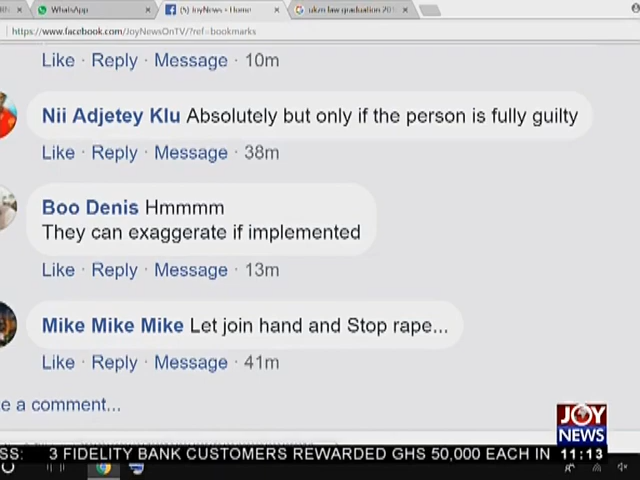 WhatsApp
(5) JoyNews - Home
ukzn law graduation 201
https://www.facebook.com/JoyNewsOnTV/?ref=bookmarks
Like · Reply · Message · 10m
Nii Adjetey Klu Absolutely but only if the person is fully guilty
Like · Reply · Message · 38m
Boo Denis Hmmmm
They can exaggerate if implemented
Like · Reply · Message · 13m
Mike Mike Mike Let join hand and Stop rape...
Like · Reply · Message · 41m
e a comment...
JOY
NEWS
SS: 3 FIDELITY BANK CUSTOMERS REWARDED GHS 50,000 EACH IN 11:13